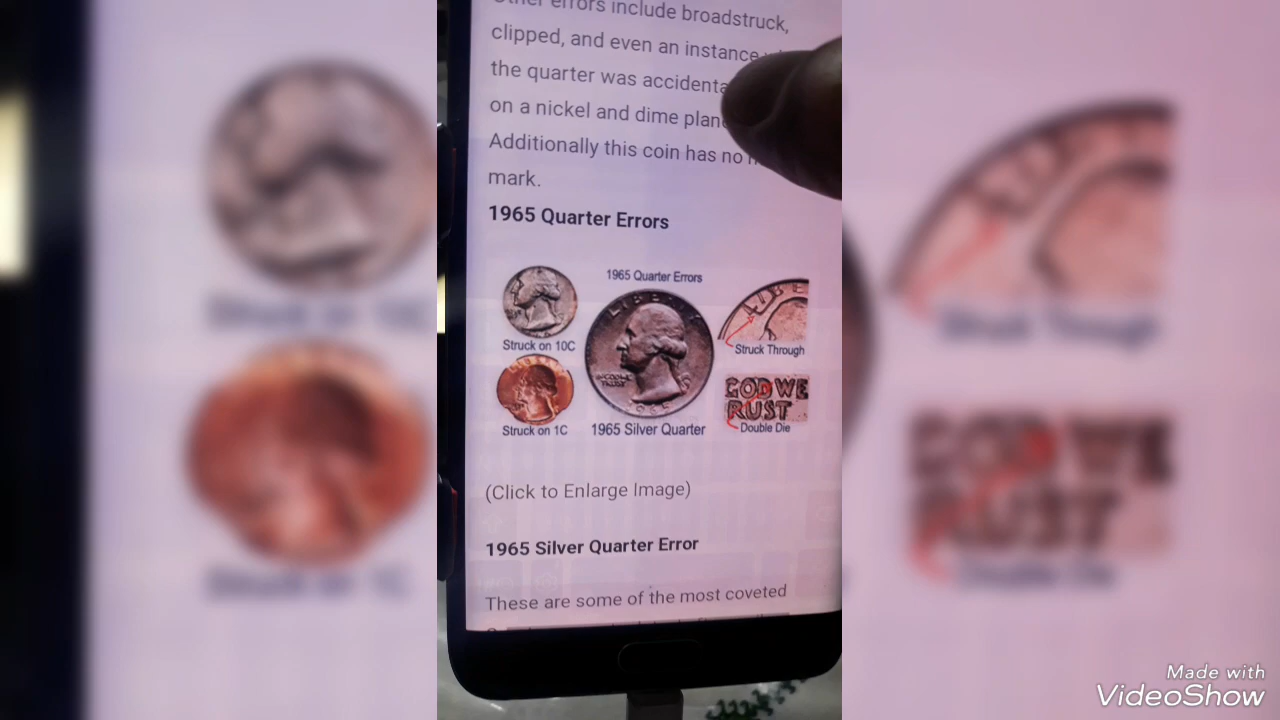 Other errors include broadstruck,
clipped, and even an instance
the quarter was
on a nickel and dime
Additionally this coin has no
mark.
1965 Quarter Errors
1965 Quarter Errors
LIBERTY
LIBE
Struck on 10C
Struck Through
GOD WE
RUST
Struck on 1C
1965 Silver Quarter
Double Die
(Click to Enlarge Image)
1965 Silver Quarter Error
These are some of the most coveted
Made with
VideoShow